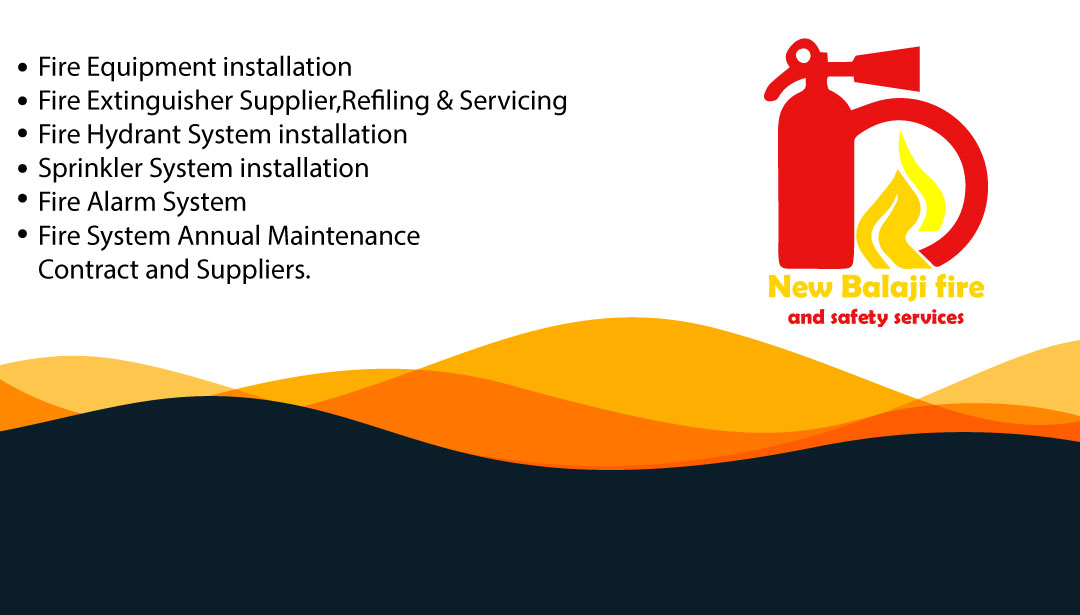 • Fire Equipment installation
• Fire Extinguisher Supplier,Refiling & Servicing
• Fire Hydrant System installation
• Sprinkler System installation
• Fire Alarm System
• Fire System Annual Maintenance
Contract and Suppliers.
New Balaji fire
and safety services